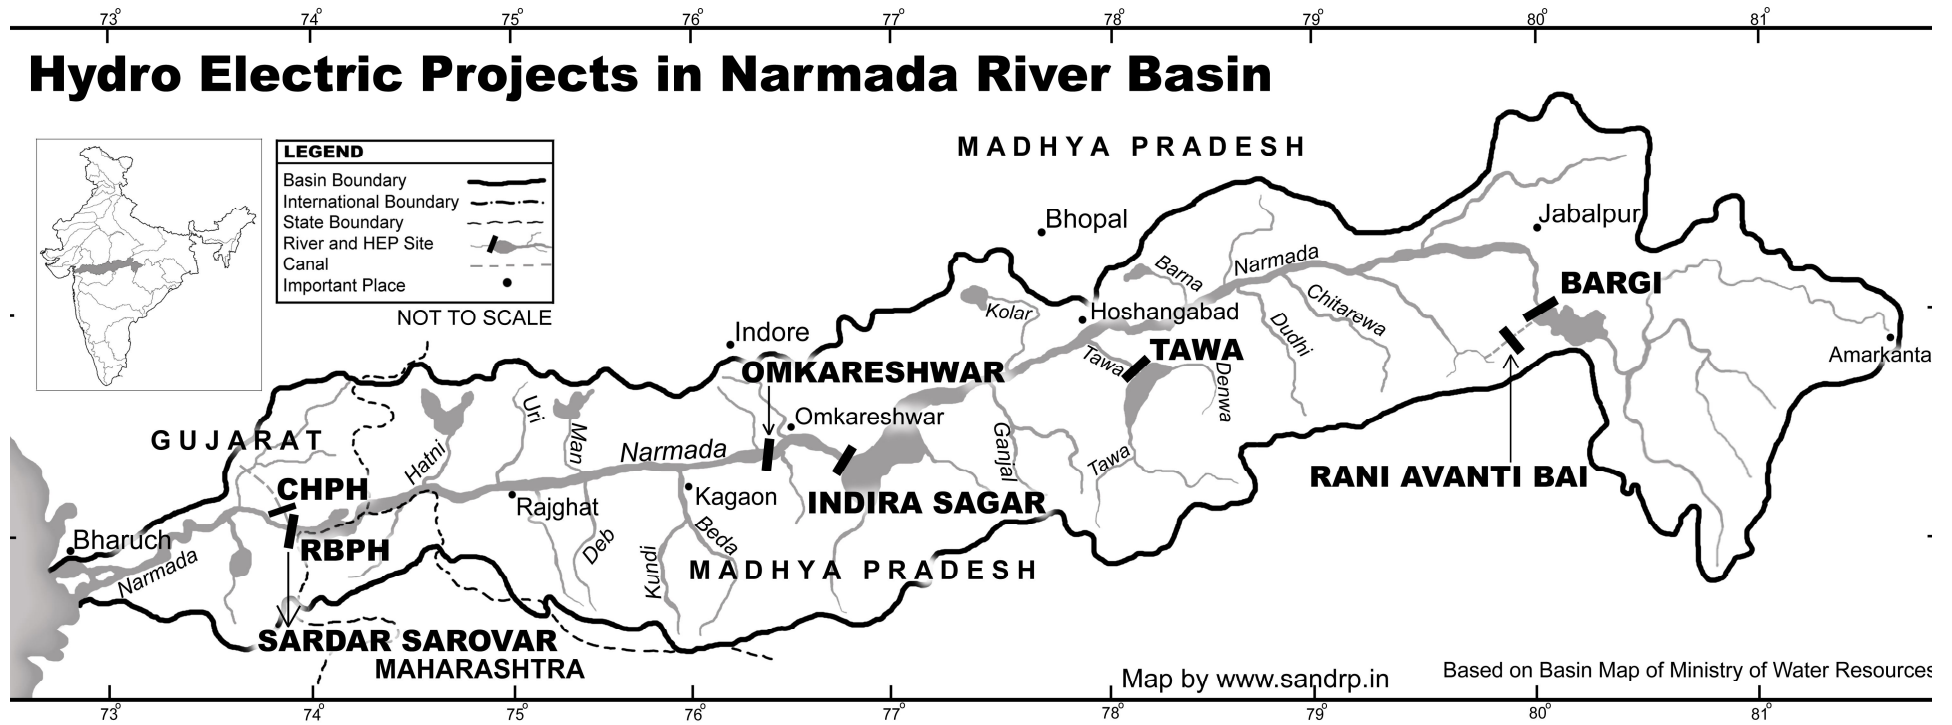 73° 74° 75° 76° 77° 78° 79° 80° 81°
Hydro Electric Projects in Narmada River Basin
MADHYA PRADESH
LEGEND
Basin Boundary
International Boundary
State Boundary
River and HEP Site
Canal
Important Place
NOT TO SCALE
Bhopal
Jabalpur
Barna
Narmada
BARGI
Kolar
Hoshangabad
Chitarewa
Dudhi
Indore
TAWA
Tawa
Denwa
Amarkanta
OMKARESHWAR
Omkareshwar
Uri
Man
GUJARAT
Hatni
Narmada
Ganjal
Tawa
RANI AVANTI BAI
CHPH
Kagaon
INDIRA SAGAR
Rajghat
Bharuch
RBPH
Narmada
Deb
Kundi
Beda
MADHYA PRADESH
SARDAR SAROVAR
MAHARASHTRA
Map by www.sandrp.in
Based on Basin Map of Ministry of Water Resources
73° 74° 75° 76° 77° 78° 79° 80° 81°